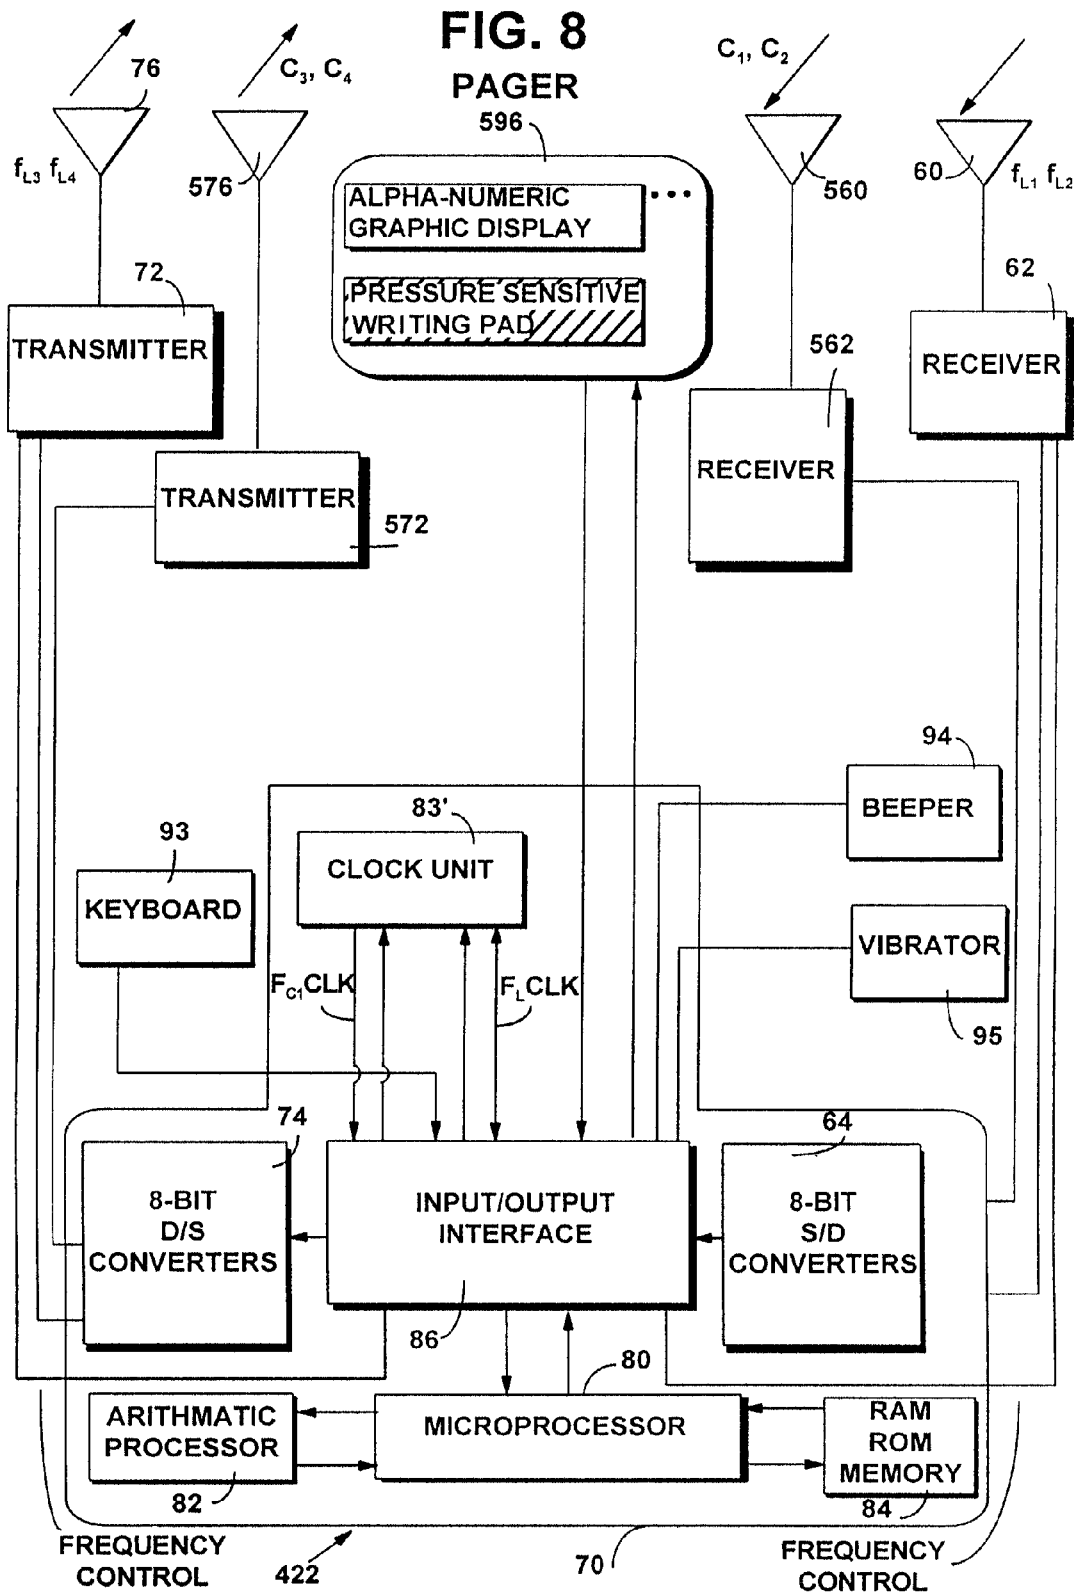 FIG. 8
PAGER
76
C3, C4
C1, C2
596
fL3 fL4
576
560
60
fL1 fL2
ALPHA-NUMERIC
GRAPHIC DISPLAY
•••
72
62
PRESSURE SENSITIVE
WRITING PAD
TRANSMITTER
562
RECEIVER
RECEIVER
TRANSMITTER
572
94
BEEPER
83'
93
CLOCK UNIT
KEYBOARD
VIBRATOR
FC1CLK
FLCLK
95
74
64
8-BIT
D/S
CONVERTERS
INPUT/OUTPUT
INTERFACE
8-BIT
S/D
CONVERTERS
86
80
ARITHMATIC
PROCESSOR
MICROPROCESSOR
RAM
ROM
MEMORY
82
84
FREQUENCY
CONTROL
422
70
FREQUENCY
CONTROL